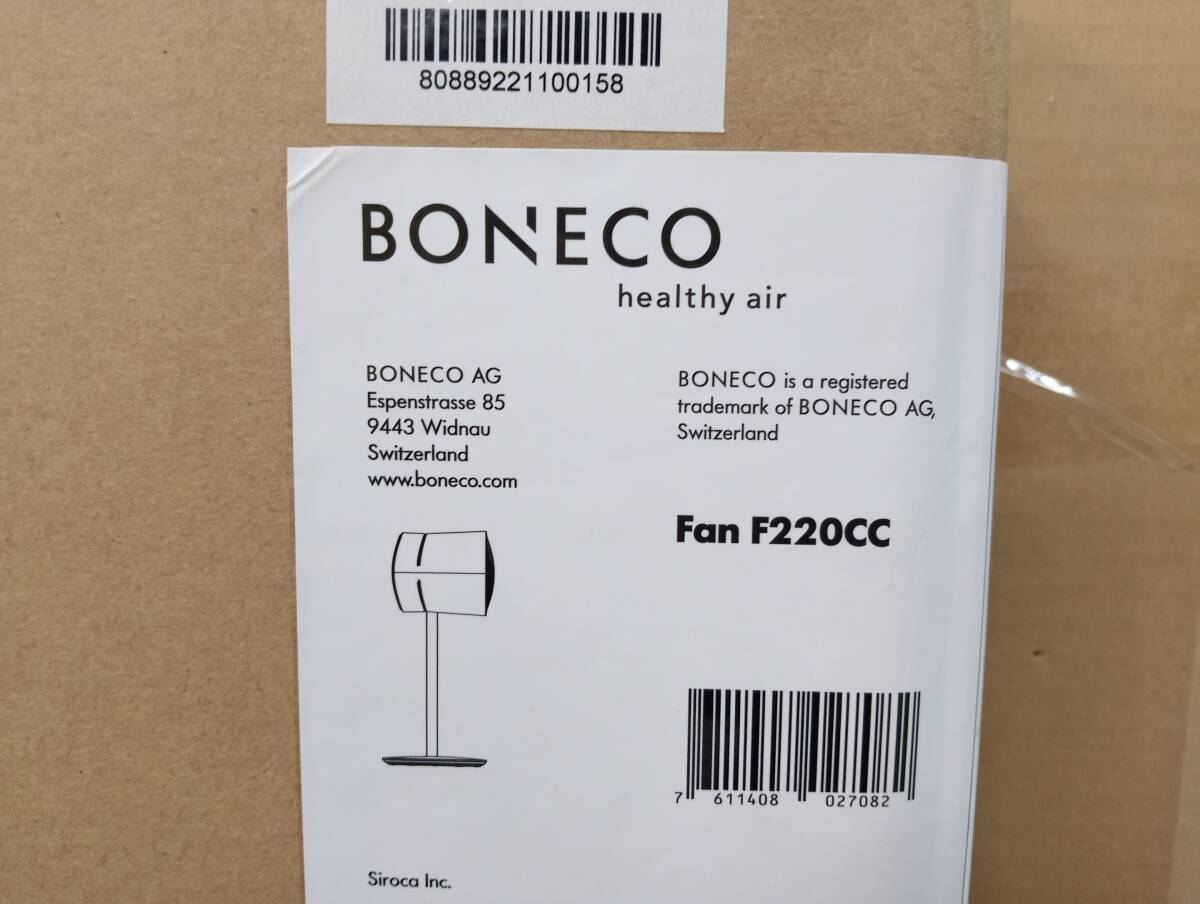 80889221100158
BONECO
healthy air
BONECO AG
Espenstrasse 85
9443 Widnau
Switzerland
www.boneco.com
BONECO is a registered
trademark of BONECO AG,
Switzerland
Fan F220CC
7 611408 027082
Siroca Inc.